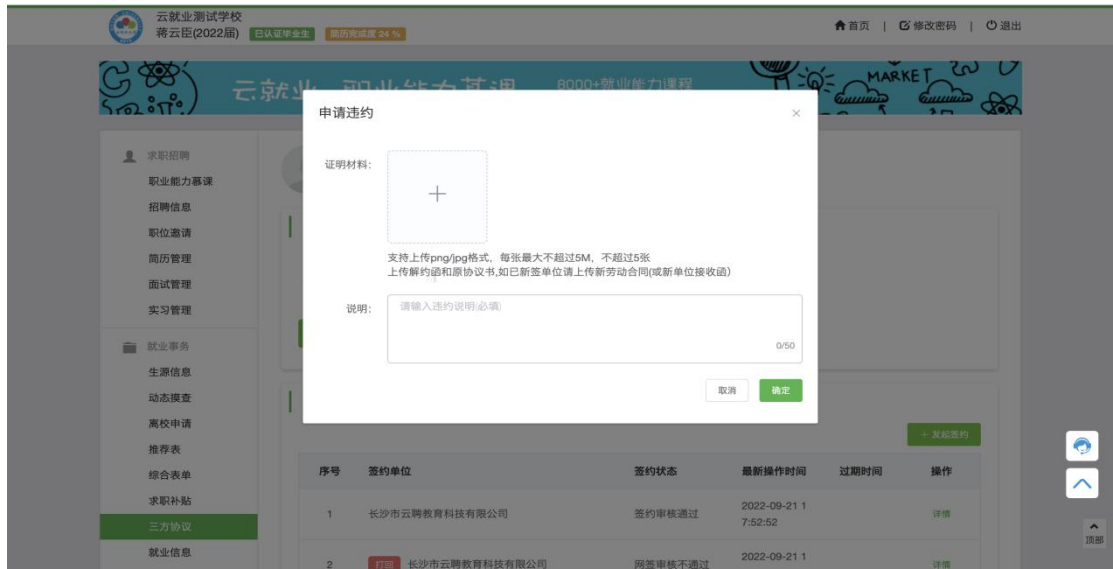 云就业测试学校
蒋云臣(2022届) 已认证毕业生 简历完成度 24 %
首页 | 修改密码 | 退出
8000+就业能力课程
MARKET
申请违约
求职招聘
职业能力慕课
招聘信息
职位邀请
简历管理
面试管理
实习管理
就业事务
生源信息
动态摸查
离校申请
推荐表
综合表单
求职补贴
三方协议
就业信息
证明材料:
支持上传png/jpg格式，每张最大不超过5M，不超过5张
上传解约函和原协议书,如已新签单位请上传新劳动合同(或新单位接收函)
说明:
请输入违约说明(必填)
0/50
取消 确定
+ 发起签约
序号 签约单位 签约状态 最新操作时间 过期时间 操作
1 长沙市云聘教育科技有限公司 签约审核通过 2022-09-21 1
7:52:52 详情
2 打回 长沙市云聘教育科技有限公司 网签审核不通过 2022-09-21 1
详情
顶部